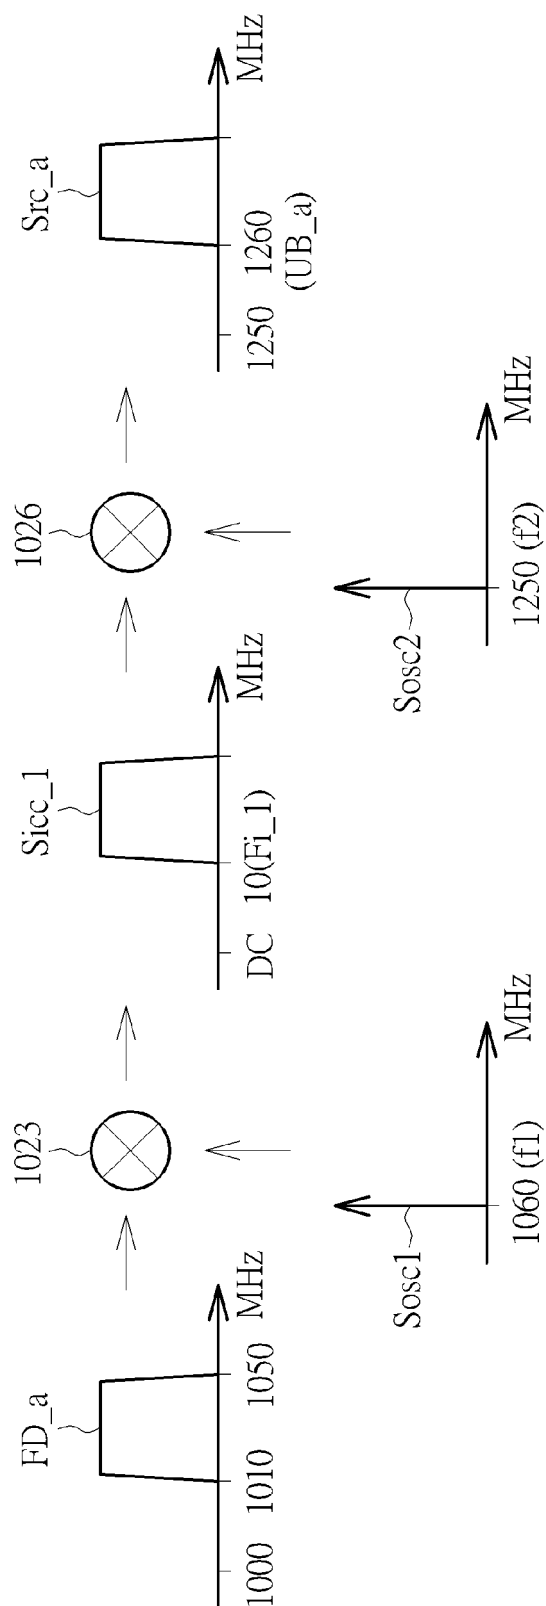 FD_a
1000
1010
1050
MHz
1023
Sosc1
1060 (f1)
MHz
Sicc_1
DC
10(Fi_1)
MHz
1026
Sosc2
1250 (f2)
MHz
Src_a
1250
1260
(UB_a)
MHz